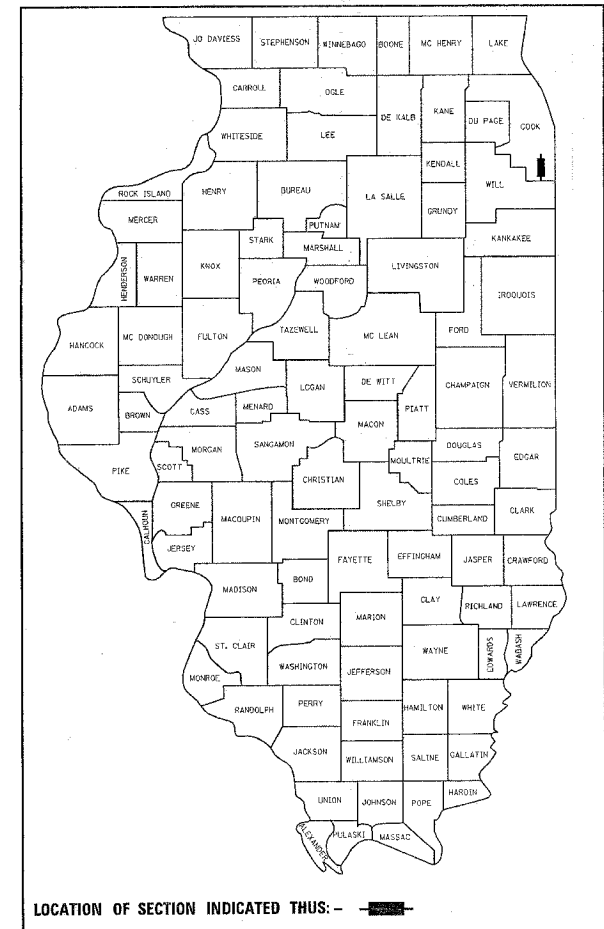 JO DAVIESS STEPHENSON WINNEBAGO BOONE MC HENRY LAKE
CARROLL OGLE DE KALB KANE DU PAGE COOK
WHITESIDE LEE
KENDALL WILL
ROCK ISLAND HENRY BUREAU LA SALLE GRUNDY
MERCER PUTNAM KANKAKEE
STARK MARSHALL
HENDERSON WARREN KNOX PEORIA WOODFORD LIVINGSTON IROQUOIS
HANCOCK MC DONOUGH FULTON TAZEWELL MC LEAN FORD
MASON
SCHUYLER LOGAN DE WITT CHAMPAIGN VERMILION
ADAMS BROWN CASS MENARD MACON PIATT
MORGAN SANGAMON DOUGLAS EDGAR
PIKE SCOTT CHRISTIAN MOULTRIE COLES
GREENE MACOUPIN MONTGOMERY SHELBY CUMBERLAND CLARK
CALHOUN JERSEY FAYETTE EFFINGHAM JASPER CRAWFORD
MADISON BOND
CLINTON MARION CLAY RICHLAND LAWRENCE
ST. CLAIR WAYNE EDWARDS WABASH
MONROE WASHINGTON JEFFERSON
RANDOLPH PERRY HAMILTON WHITE
FRANKLIN
JACKSON WILLIAMSON SALINE GALLATIN
UNION JOHNSON POPE HARDIN
ALEXANDER PULASKI MASSAC
LOCATION OF SECTION INDICATED THUS:-